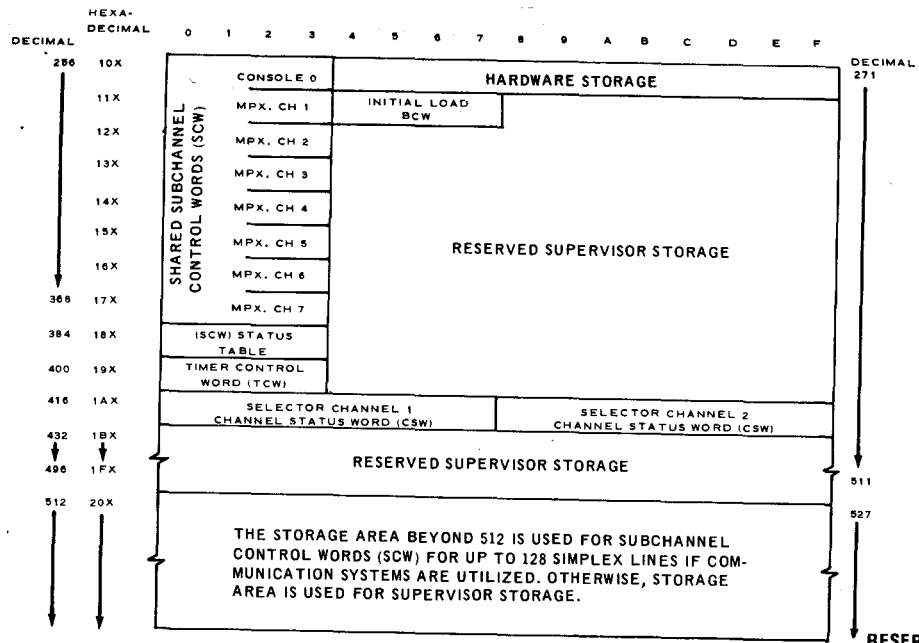 HEXA-
DECIMAL DECIMAL
0 1 2 3 4 5 6 7 8 9 A B C D E F
DECIMAL
256 10X CONSOLE 0 HARDWARE STORAGE 271
11X MPX. CH 1 INITIAL LOAD
BCW
12X MPX. CH 2
13X MPX. CH 3
14X MPX. CH 4
SHARED SUBCHANNEL
CONTROL WORDS (SCW)
15X MPX. CH 5 RESERVED SUPERVISOR STORAGE
16X MPX. CH 6
368 17X MPX. CH 7
384 18X (SCW) STATUS
TABLE
400 19X TIMER CONTROL
WORD (TCW)
416 1AX SELECTOR CHANNEL 1
CHANNEL STATUS WORD (CSW)
SELECTOR CHANNEL 2
CHANNEL STATUS WORD (CSW)
432 1BX
RESERVED SUPERVISOR STORAGE
496 1FX 511
512 20X 527
THE STORAGE AREA BEYOND 512 IS USED FOR SUBCHANNEL
CONTROL WORDS (SCW) FOR UP TO 128 SIMPLEX LINES IF COM-
MUNICATION SYSTEMS ARE UTILIZED. OTHERWISE, STORAGE
AREA IS USED FOR SUPERVISOR STORAGE.